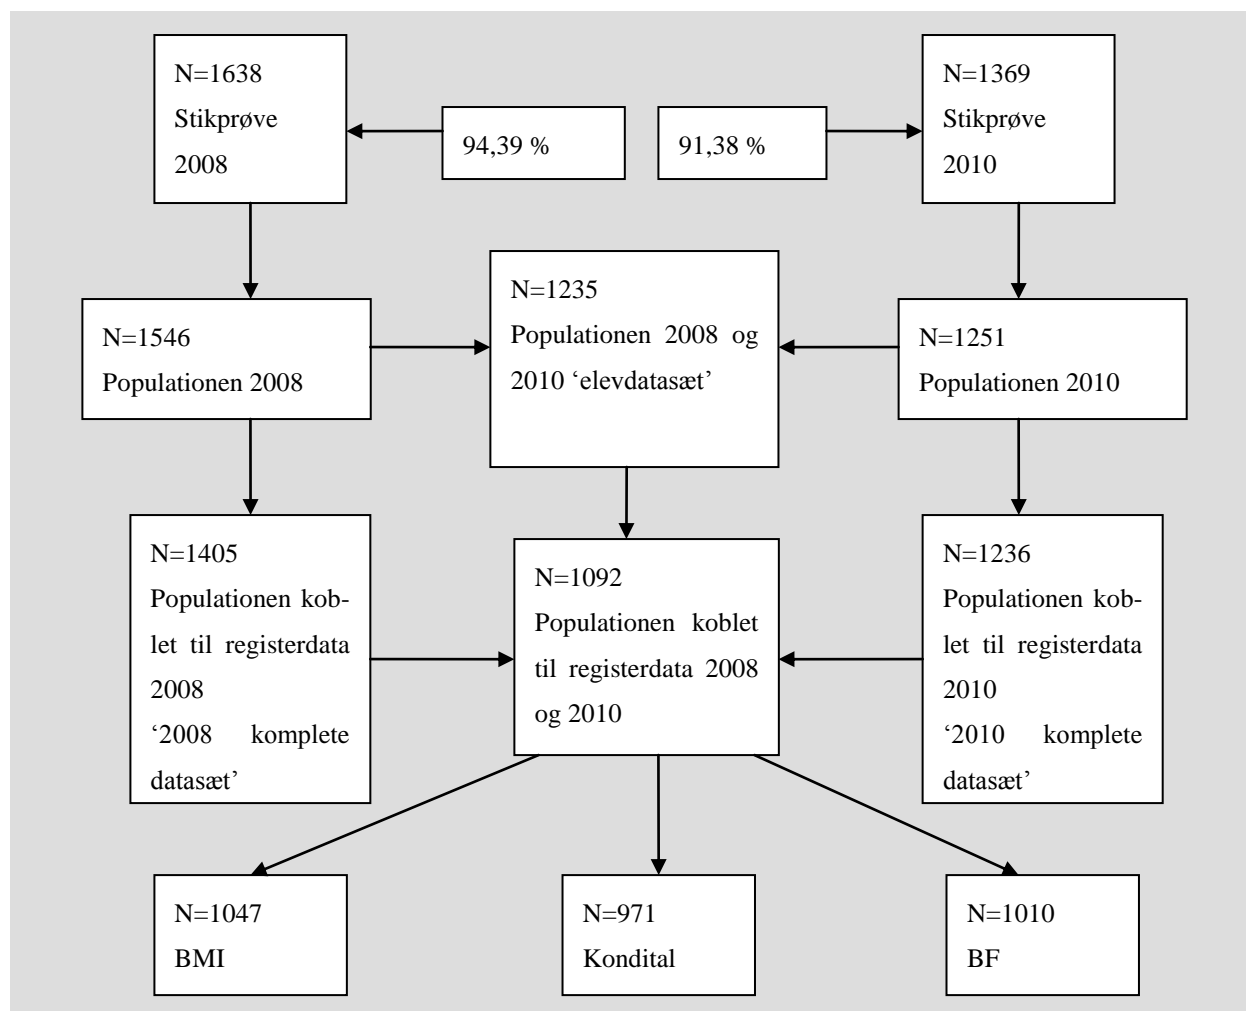 N=1638
Stikprøve
2008
94,39 %
91,38 %
N=1369
Stikprøve
2010
N=1546
Populationen 2008
N=1235
Populationen 2008 og
2010 ‘elevdatasæt’
N=1251
Populationen 2010
N=1405
Populationen kob-
let til registerdata
2008
‘2008 komplete
datasæt’
N=1092
Populationen koblet
til registerdata 2008
og 2010
N=1236
Populationen kob-
let til registerdata
2010
‘2010 komplete
datasæt’
N=1047
BMI
N=971
Kondital
N=1010
BF